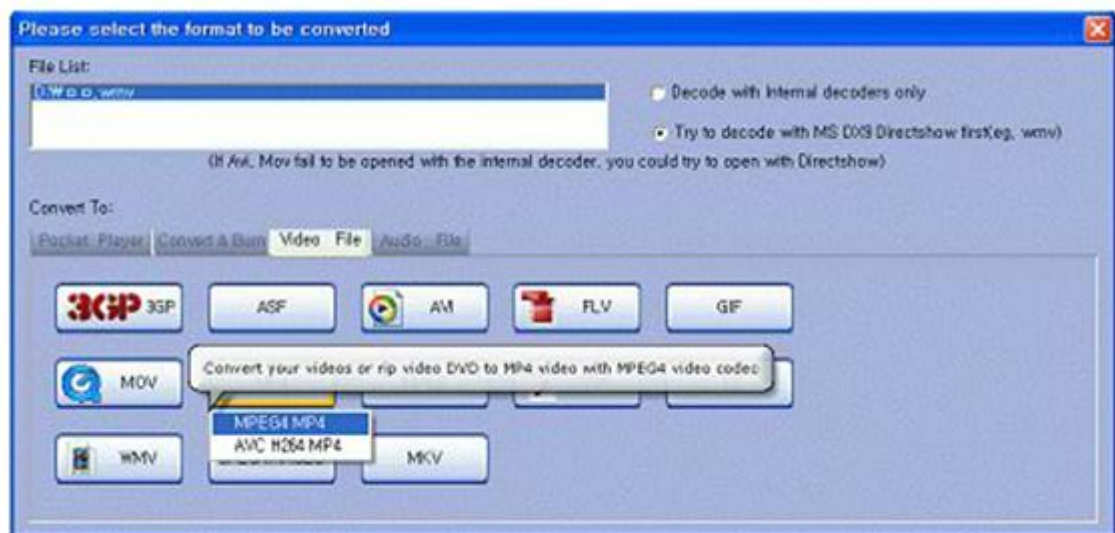 Please select the format to be converted
File List:
D:\ㅁㅁ.wmv
Decode with Internal decoders only
Try to decode with MS DX9 Directshow first(eg, wmv)
(If Avi, Mov fail to be opened with the internal decoder, you could try to open with Directshow)
Convert To:
Pocket Player Convert & Burn Video File Audio File
3GP 3GP ASF AVI FLV GIF
MOV Convert your videos or rip video DVD to MP4 video with MPEG4 video codec
MPEG4 MP4
AVC H264 MP4
WMV MKV